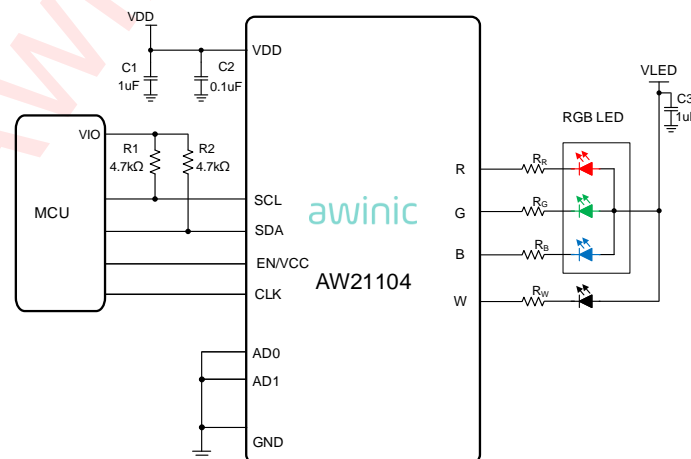 VDD
C1
1uF
C2
0.1uF
VDD
VLED
C3
1uF
RGB LED
VIO
R1
4.7kΩ
R2
4.7kΩ
MCU
SCL
SDA
EN/VCC
CLK
AD0
AD1
GND
awinic
AW21104
R
G
B
W
RR
RG
RB
RW